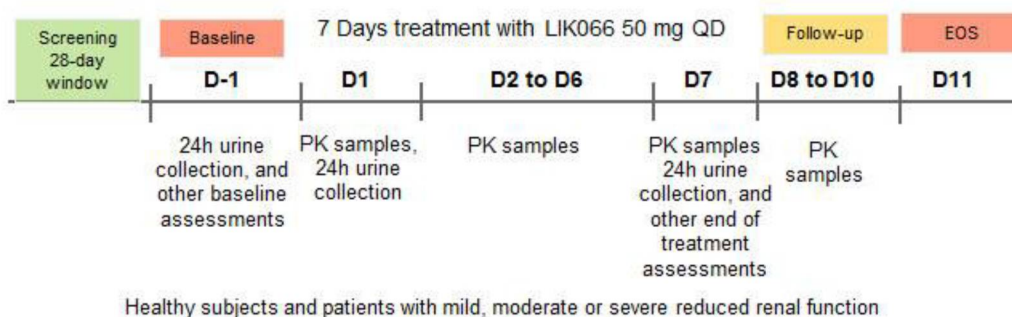 7 Days treatment with LIK066 50 mg QD
Screening
28-day
window
Baseline
Follow-up
EOS
D-1
D1
D2 to D6
D7
D8 to D10
D11
24h urine
collection, and
other baseline
assessments
PK samples,
24h urine
collection
PK samples
PK samples
24h urine
collection, and
other end of
treatment
assessments
PK
samples
Healthy subjects and patients with mild, moderate or severe reduced renal function